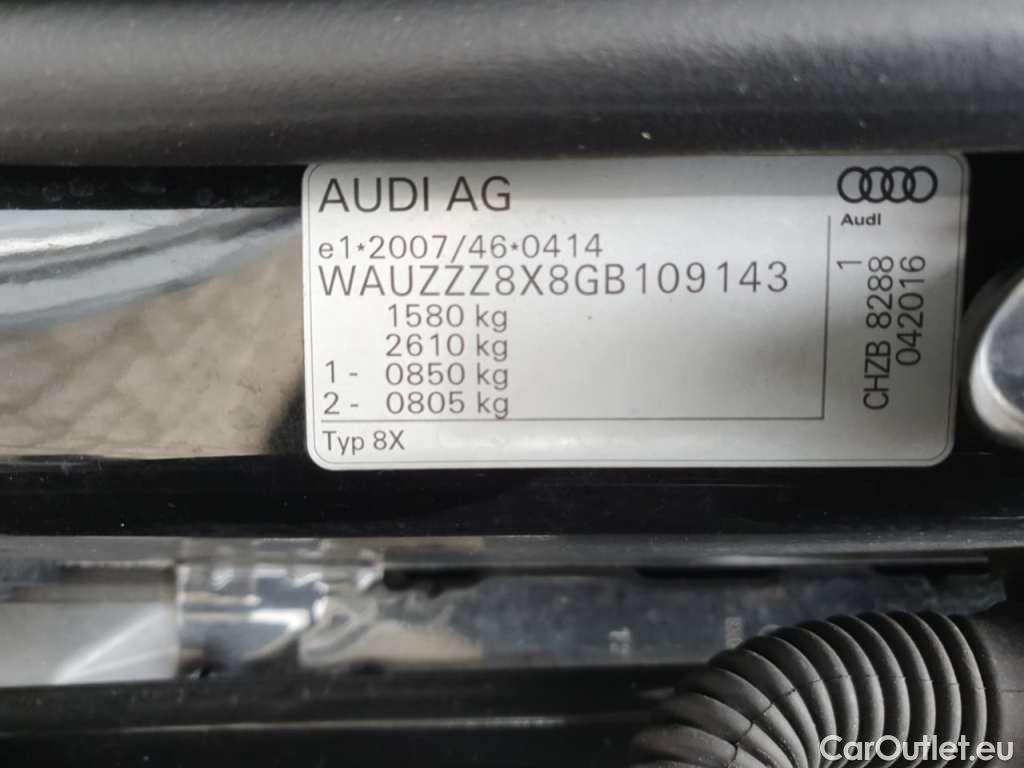 AUDI AG
Audi
e1*2007/46*0414
WAUZZZ8X8GB109143
1580 kg
2610 kg
1 - 0850 kg
2 - 0805 kg
Typ 8X
1
CHZB 8288
042016
CarOutlet.eu